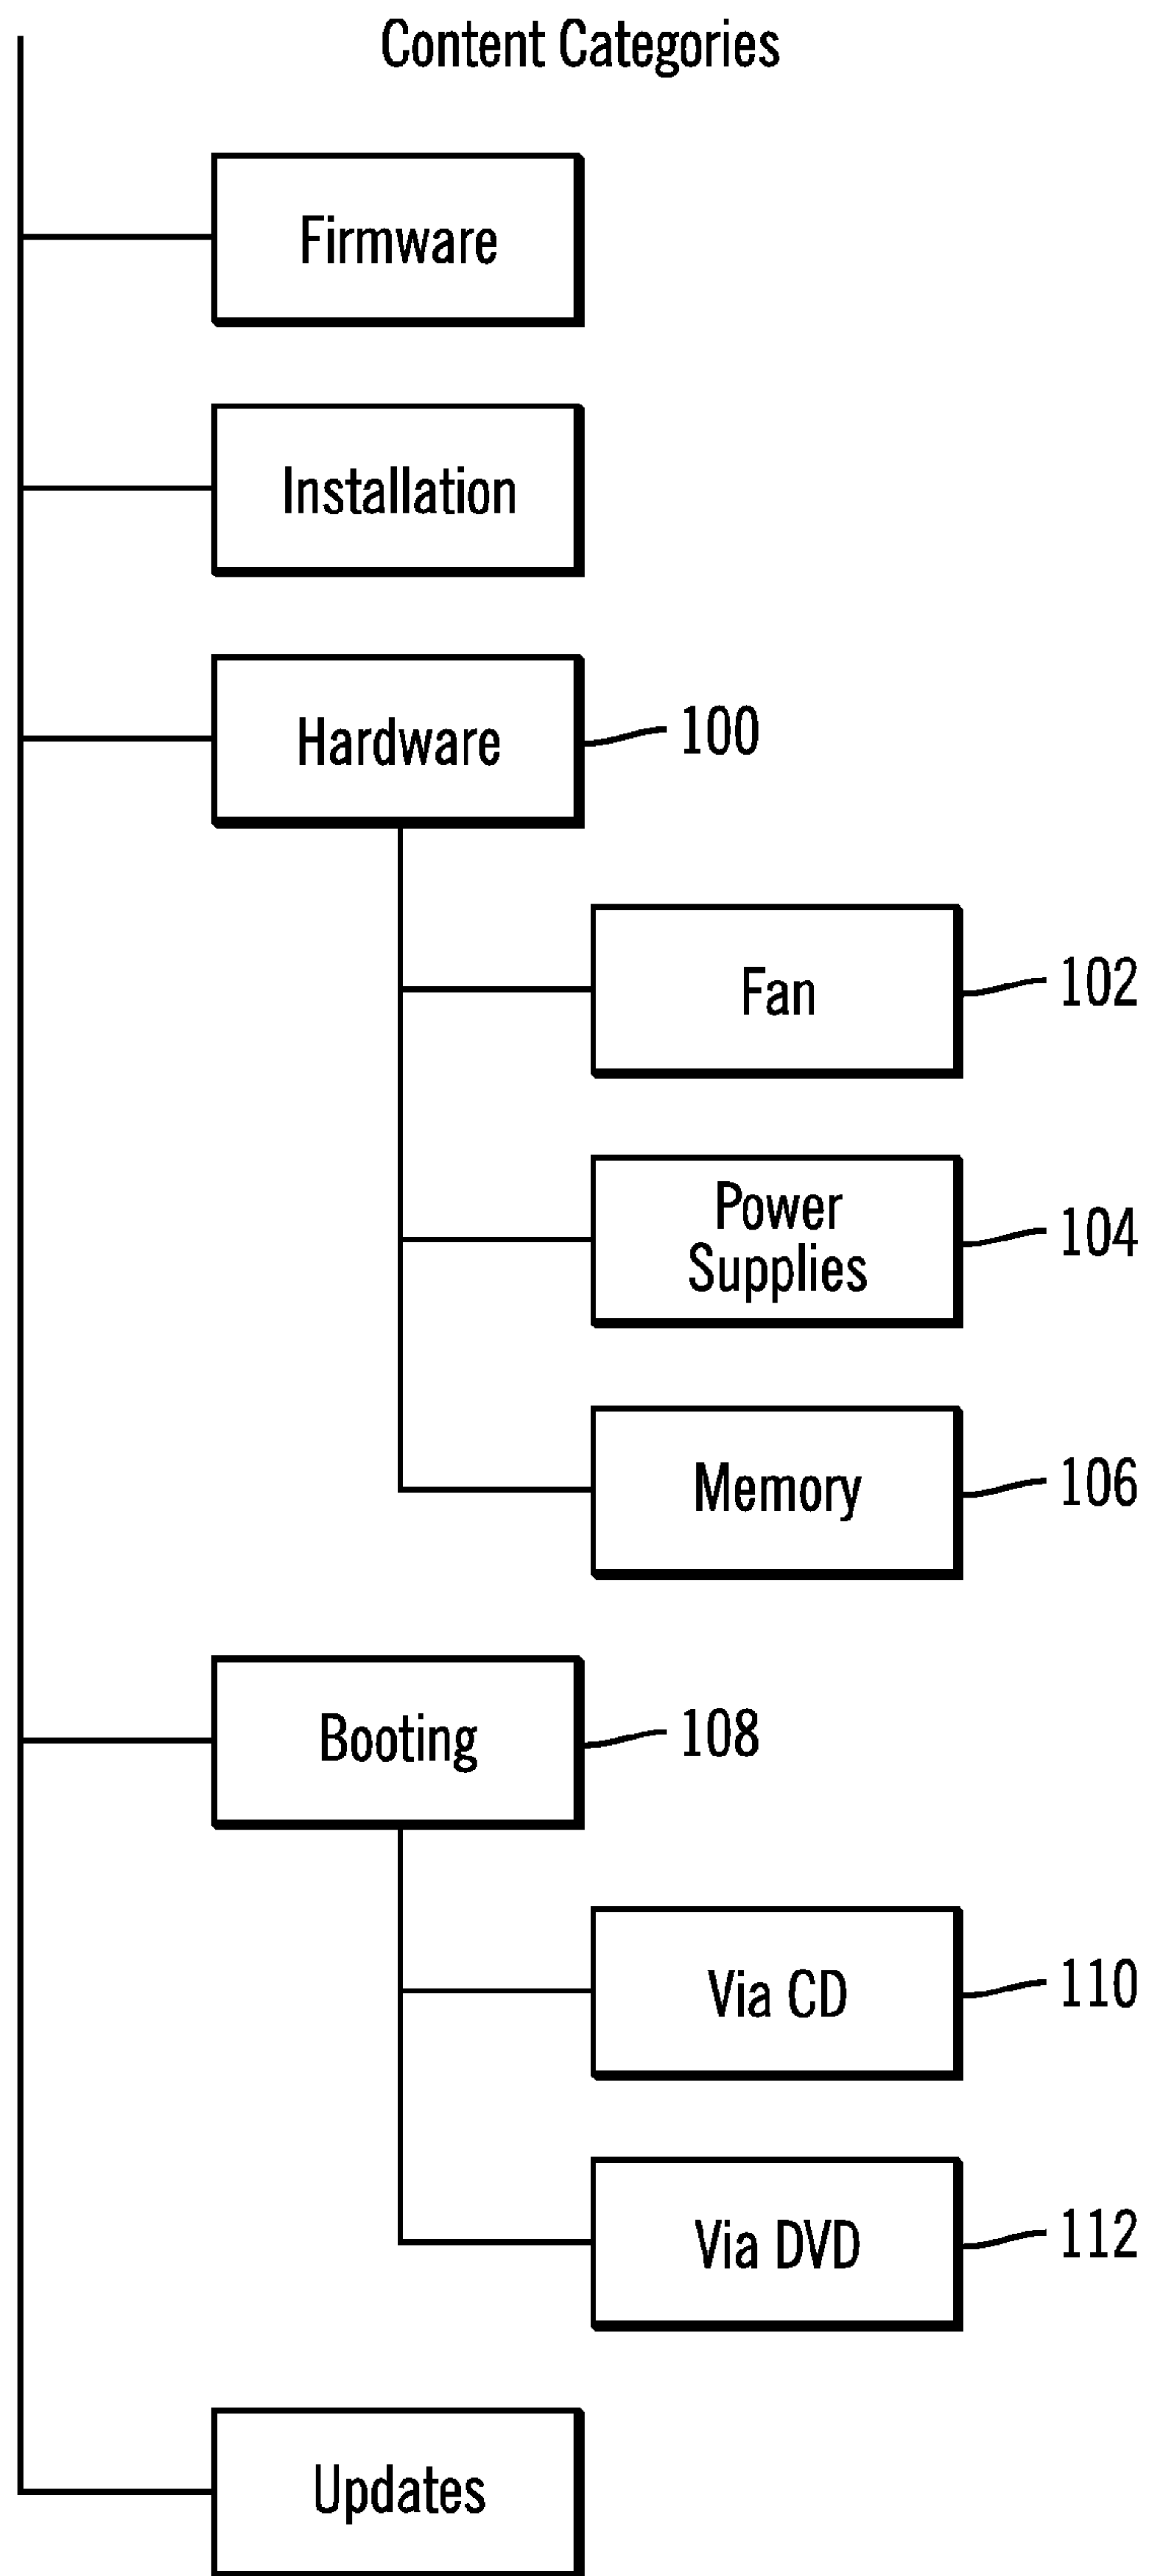 Content Categories
Firmware
Installation
Hardware
100
Fan
102
Power
Supplies
104
Memory
106
Booting
108
Via CD
110
Via DVD
112
Updates